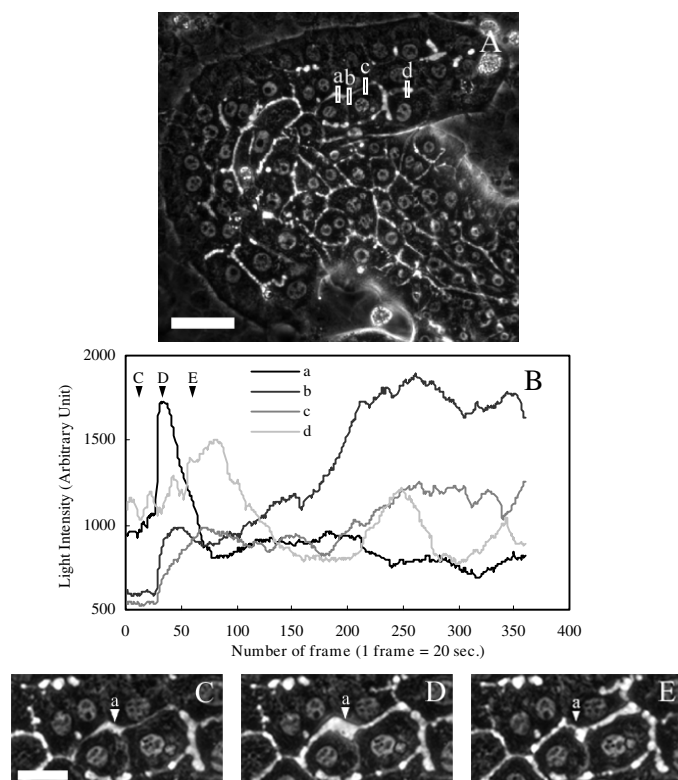 A
a b c d
2000
1500
1000
500
Light Intensity (Arbitrary Unit)
C D E
a
b
c
d
B
0 50 100 150 200 250 300 350 400
Number of frame (1 frame = 20 sec.)
a C
a D
a E